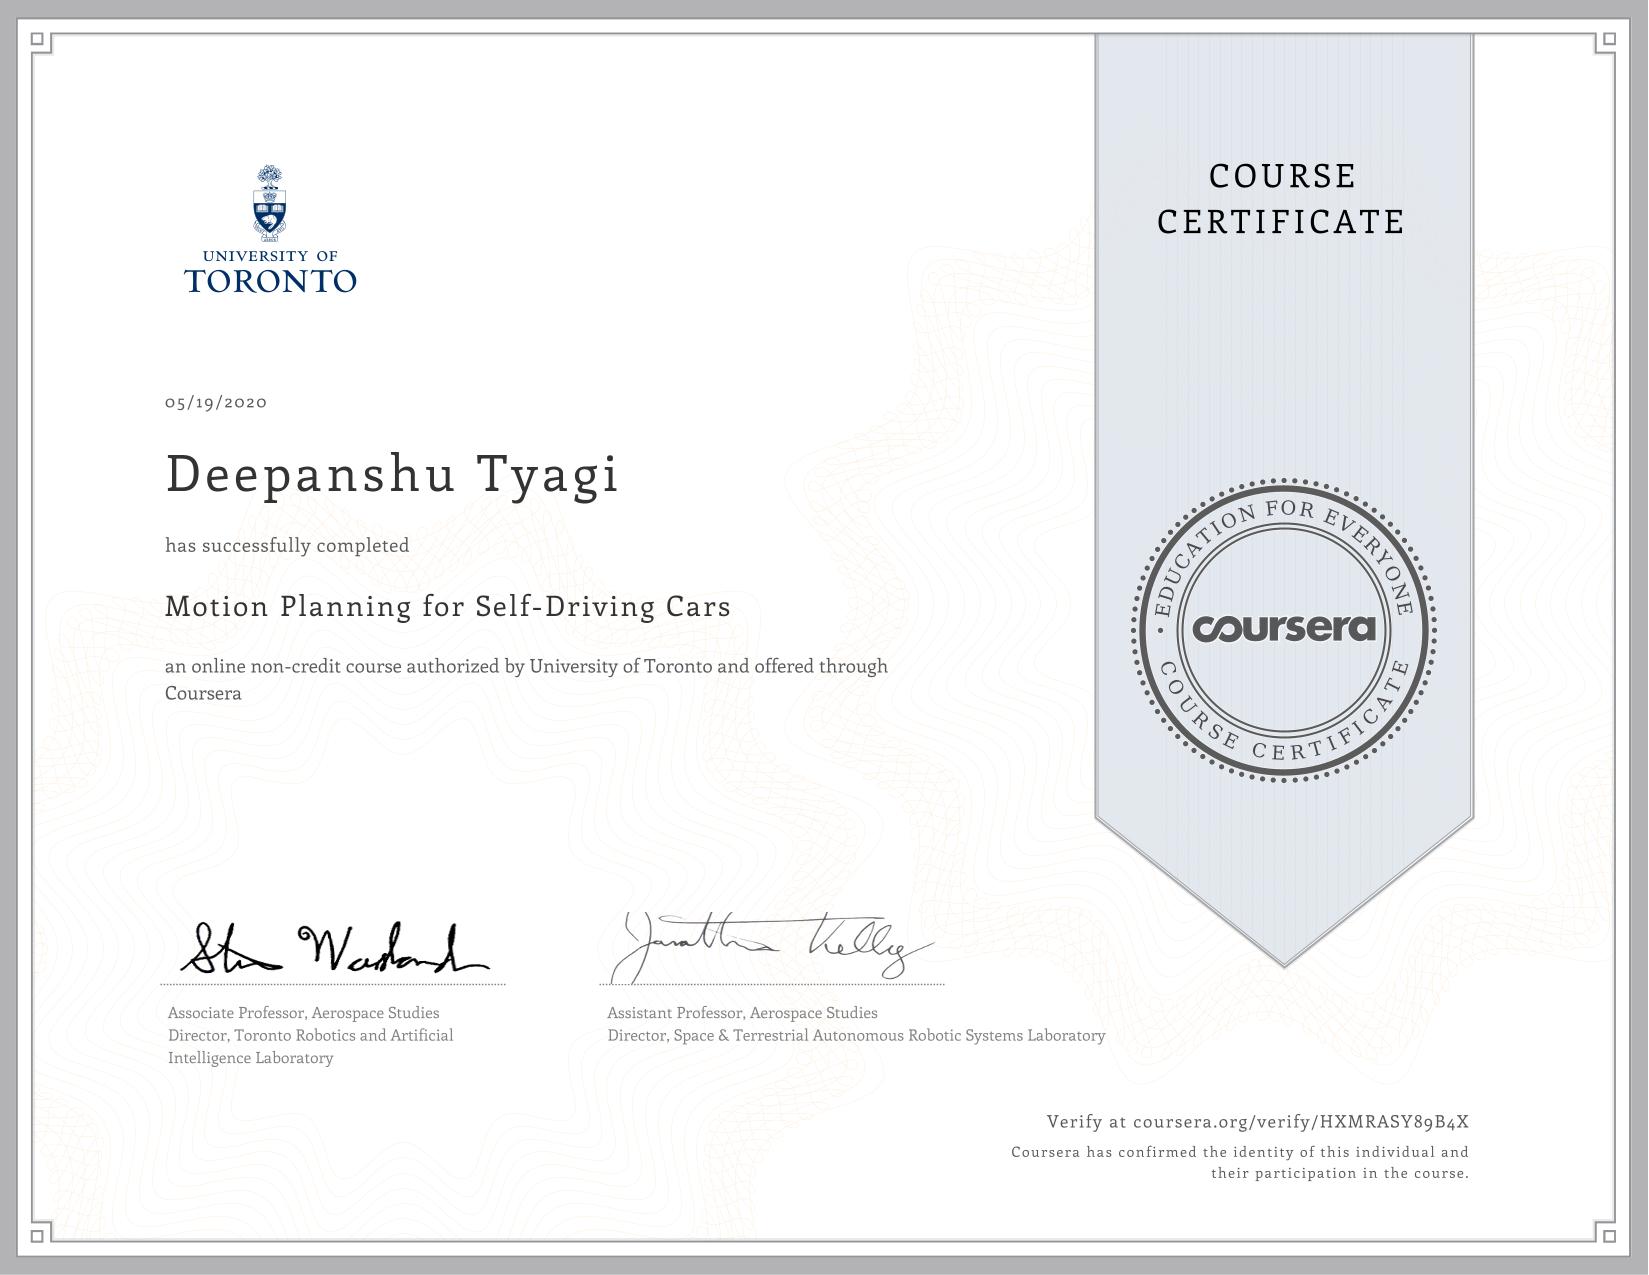 UNIVERSITY OF
TORONTO
COURSE
CERTIFICATE
05/19/2020
Deepanshu Tyagi
has successfully completed
Motion Planning for Self-Driving Cars
an online non-credit course authorized by University of Toronto and offered through
Coursera
• EDUCATION FOR EVERYONE •
coursera
COURSE CERTIFICATE
Jonathan Kelly
Associate Professor, Aerospace Studies
Director, Toronto Robotics and Artificial
Intelligence Laboratory
Assistant Professor, Aerospace Studies
Director, Space & Terrestrial Autonomous Robotic Systems Laboratory
Verify at coursera.org/verify/HXMRASY89B4X
Coursera has confirmed the identity of this individual and
their participation in the course.